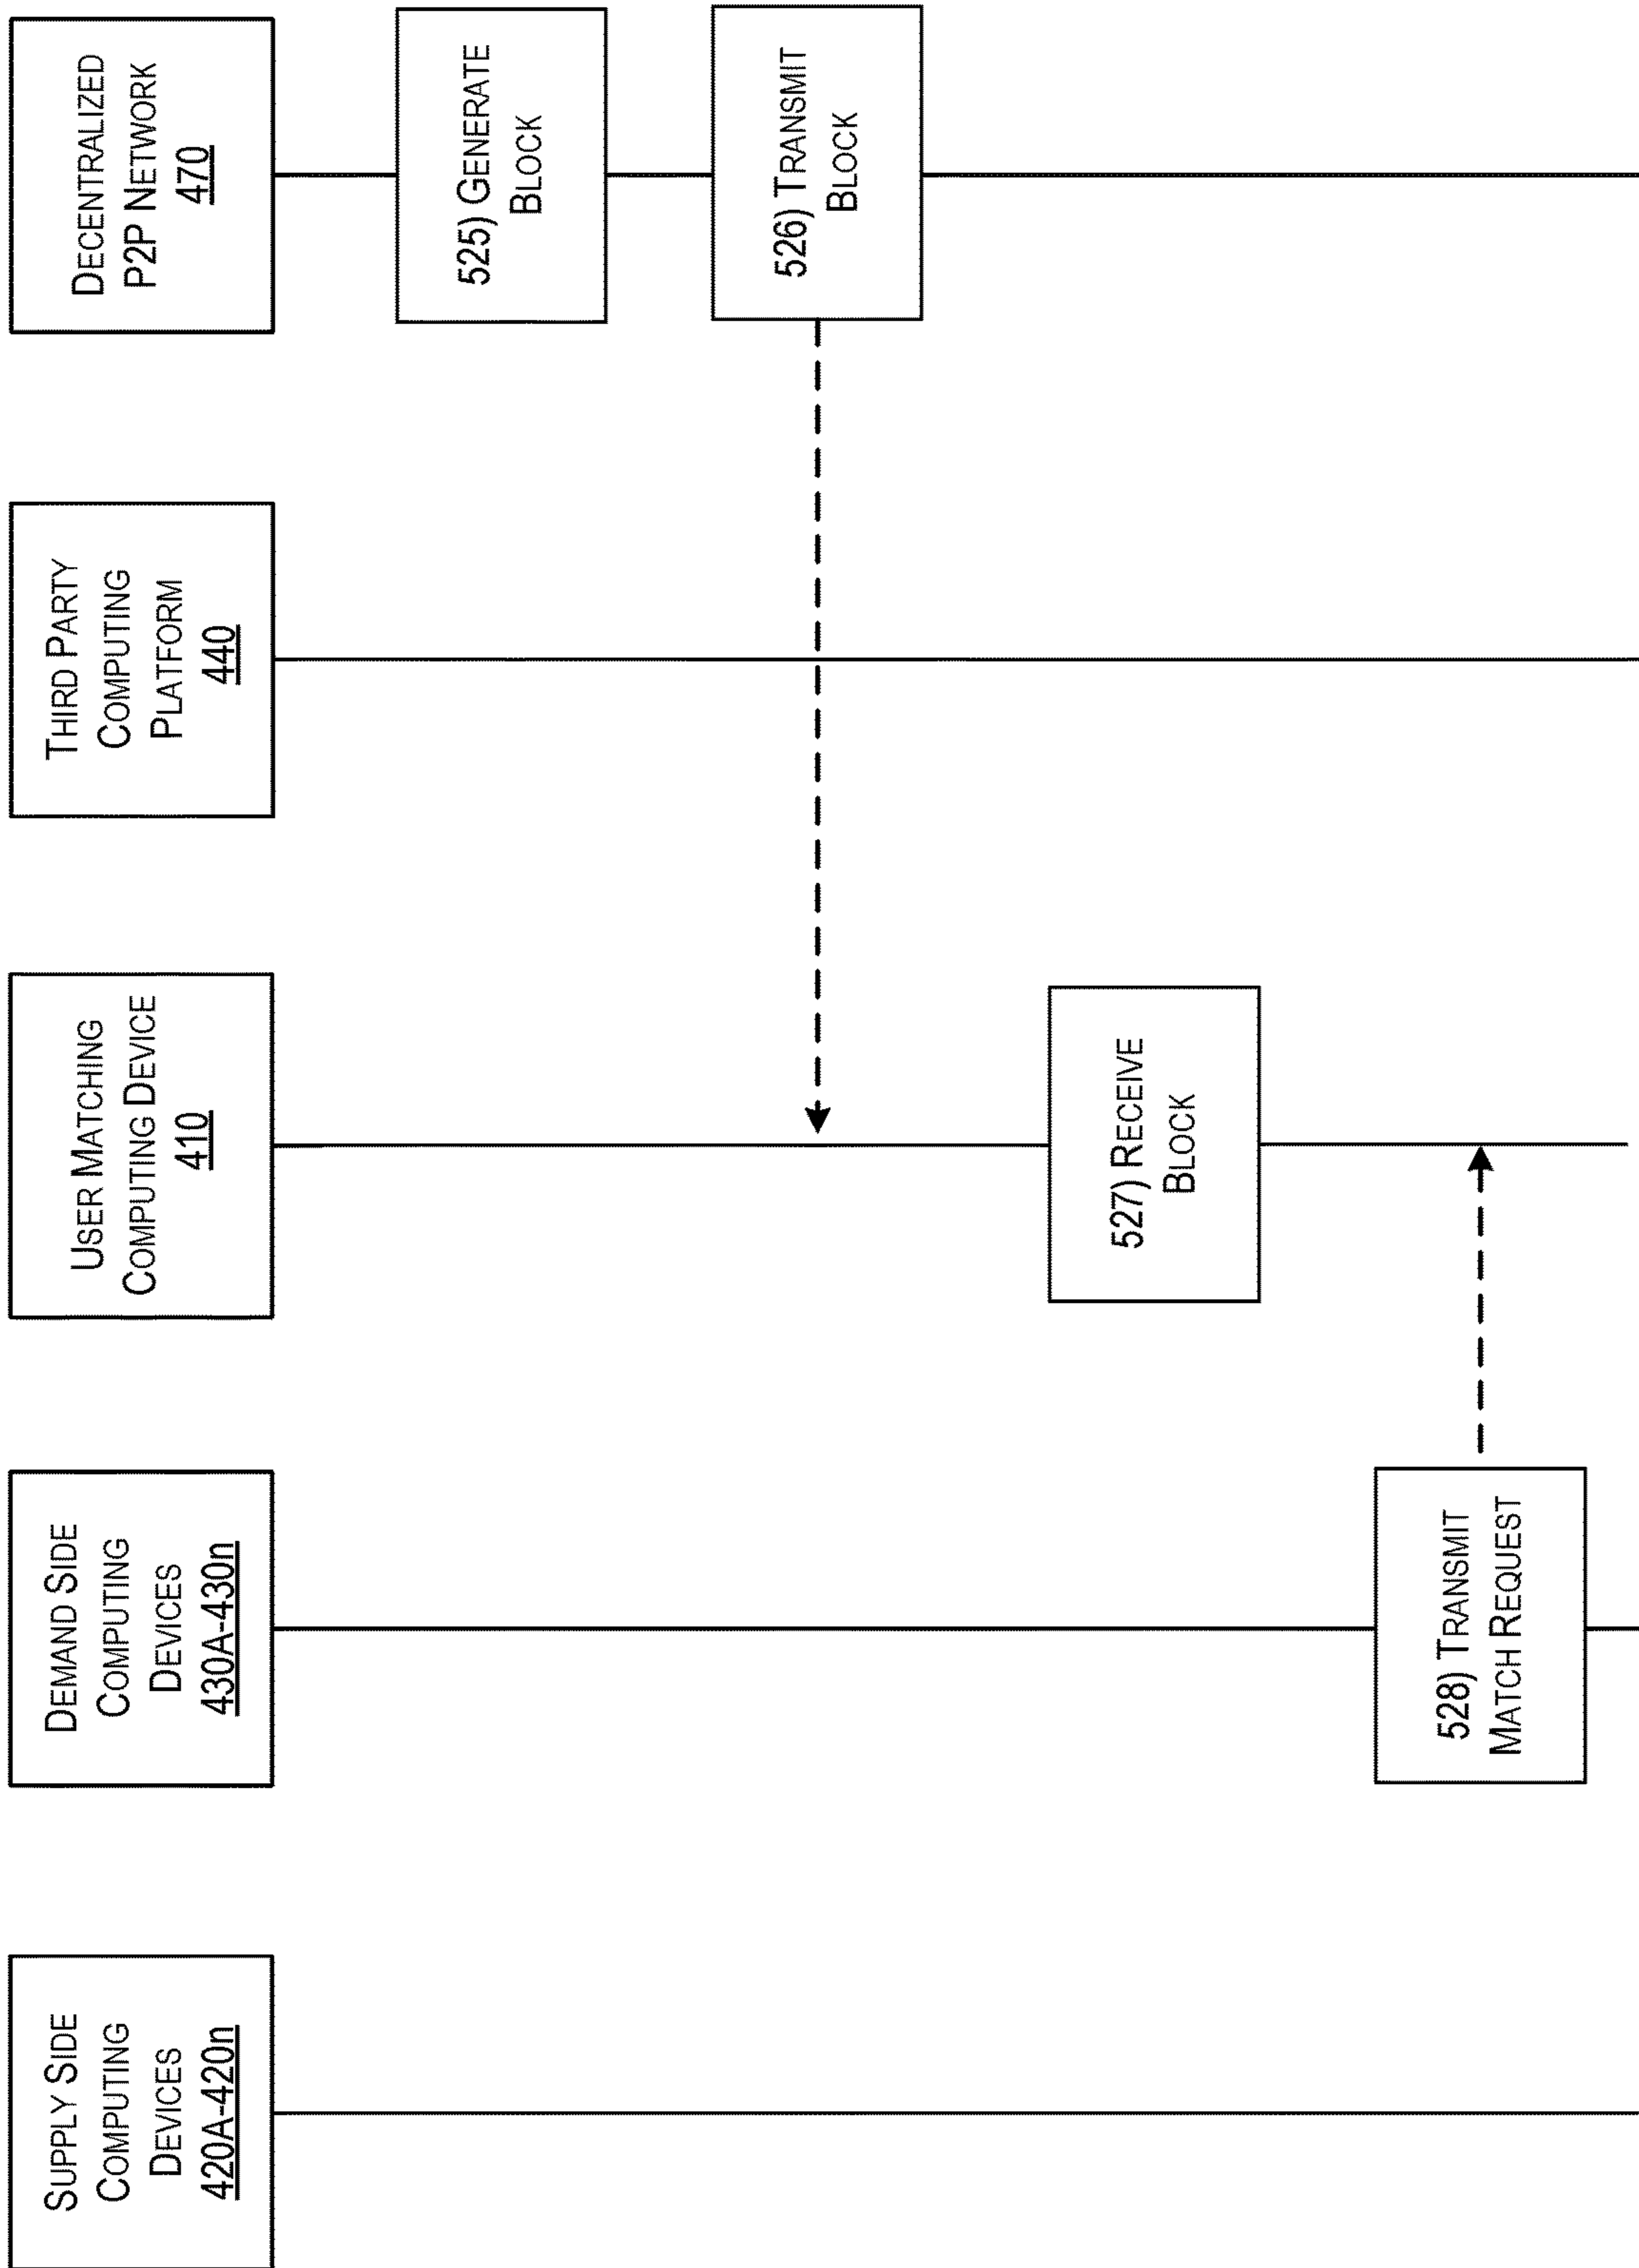 SUPPLY SIDE
COMPUTING
DEVICES
420A-420n
DEMAND SIDE
COMPUTING
DEVICES
430A-430n
USER MATCHING
COMPUTING DEVICE
410
THIRD PARTY
COMPUTING
PLATFORM
440
DECENTRALIZED
P2P NETWORK
470
525) GENERATE
BLOCK
526) TRANSMIT
BLOCK
527) RECEIVE
BLOCK
528) TRANSMIT
MATCH REQUEST